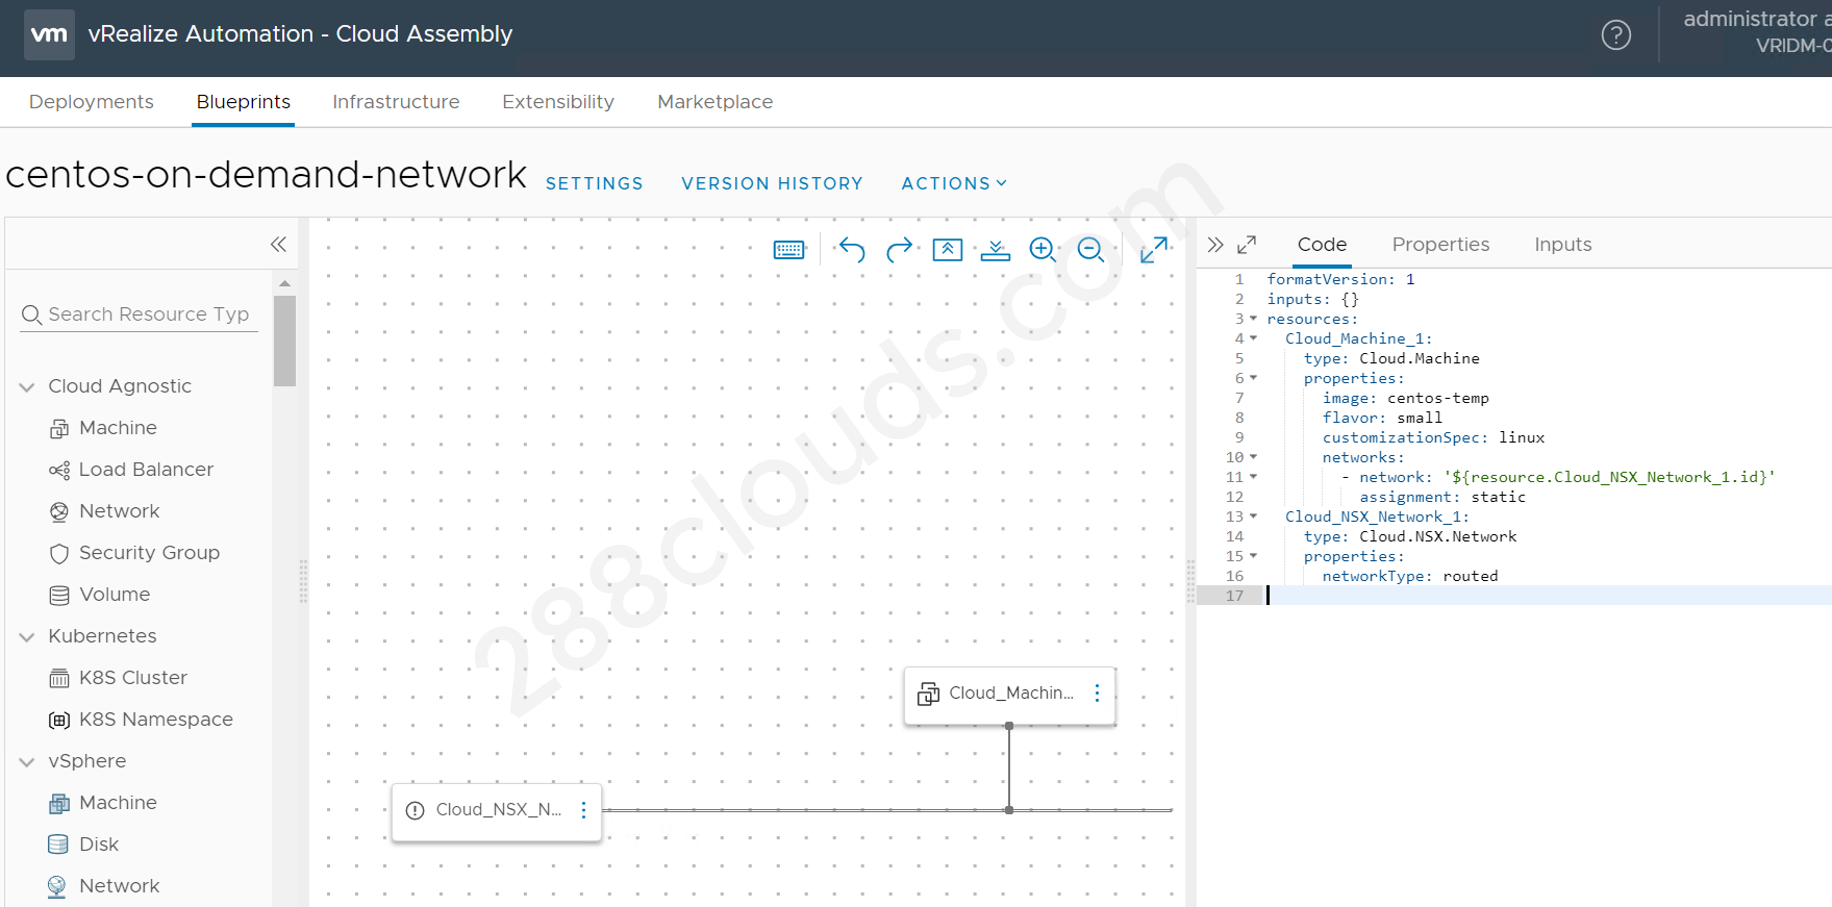 vm vRealize Automation - Cloud Assembly
administrator a
VRIDM-0
Deployments Blueprints Infrastructure Extensibility Marketplace
centos-on-demand-network SETTINGS VERSION HISTORY ACTIONS
Search Resource Typ
Cloud Agnostic
Machine
Load Balancer
Network
Security Group
Volume
Kubernetes
K8S Cluster
K8S Namespace
vSphere
Machine
Disk
Network
288clouds.com
Cloud_Machin...
Cloud_NSX_N...
Code Properties Inputs
1 formatVersion: 1
2 inputs: {}
3 resources:
4 Cloud_Machine_1:
5 type: Cloud.Machine
6 properties:
7 image: centos-temp
8 flavor: small
9 customizationSpec: linux
10 networks:
11 - network: '${resource.Cloud_NSX_Network_1.id}'
12 assignment: static
13 Cloud_NSX_Network_1:
14 type: Cloud.NSX.Network
15 properties:
16 networkType: routed
17